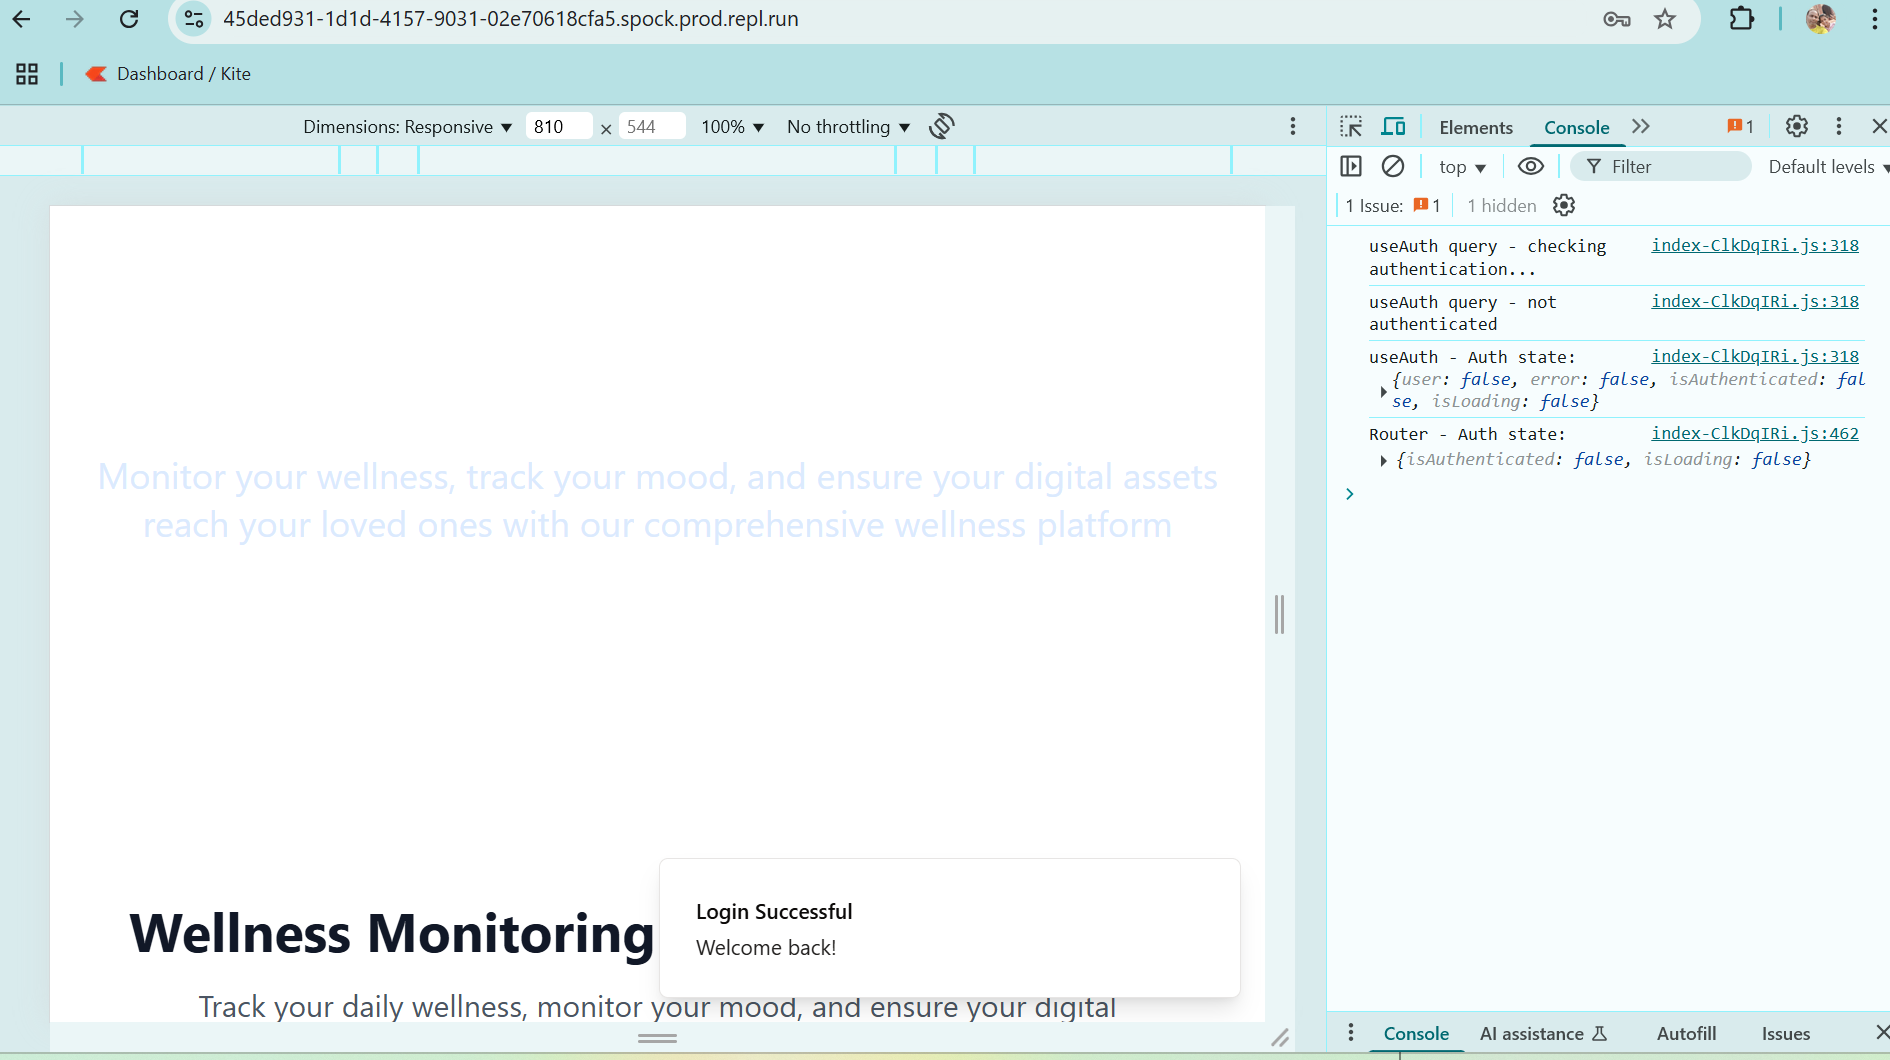 45ded931-1d1d-4157-9031-02e70618cfa5.spock.prod.repl.run
Dashboard / Kite
Dimensions: Responsive 810 × 544 100% No throttling
Elements Console 1
top Filter Default levels
1 Issue: 1 1 hidden
useAuth query - checking index-ClkDqIRi.js:318
authentication...
useAuth query - not index-ClkDqIRi.js:318
authenticated
useAuth - Auth state: index-ClkDqIRi.js:318
{user: false, error: false, isAuthenticated: fal
se, isLoading: false}
Router - Auth state: index-ClkDqIRi.js:462
{isAuthenticated: false, isLoading: false}
Monitor your wellness, track your mood, and ensure your digital assets
reach your loved ones with our comprehensive wellness platform
Wellness Monitoring
Track your daily wellness, monitor your mood, and ensure your digital
Login Successful
Welcome back!
Console AI assistance Autofill Issues